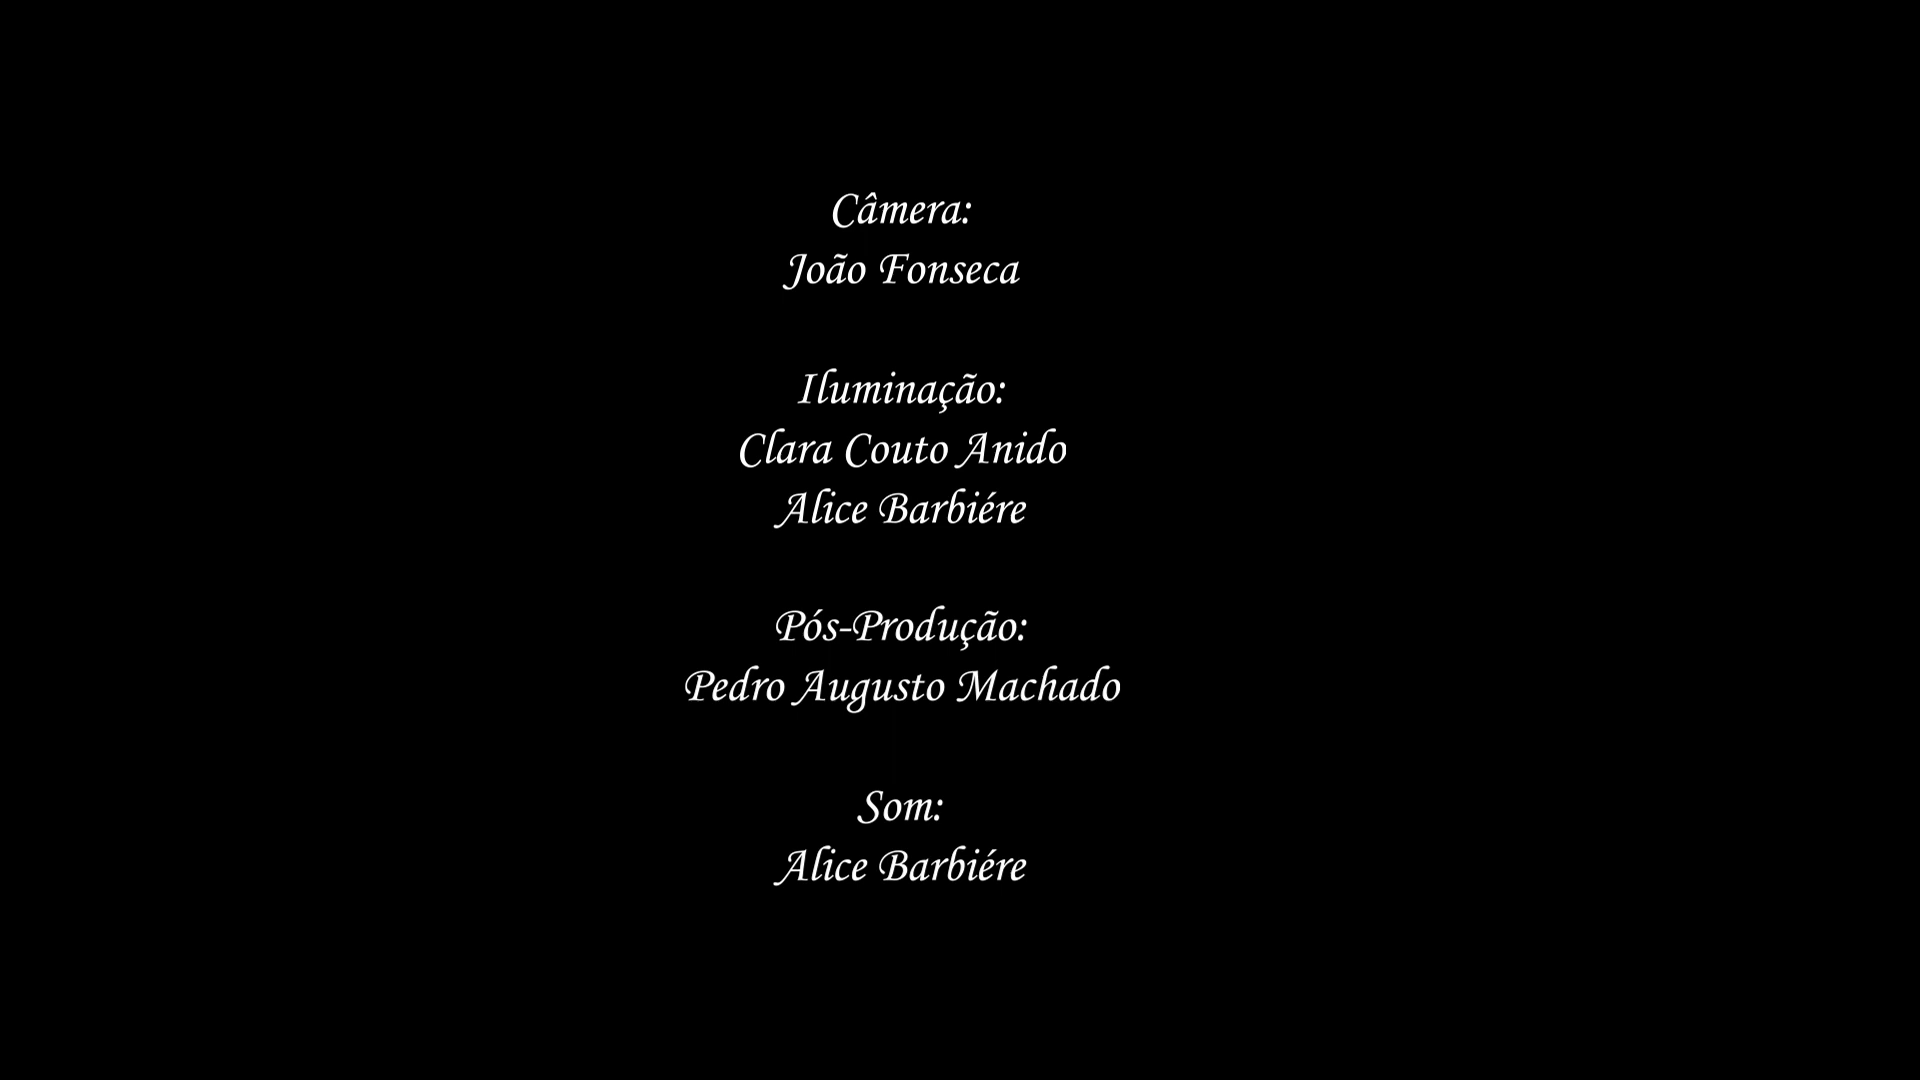 Câmera:
João Fonseca
Iluminação:
Clara Couto Anido
Alice Barbiére
Pós-Produção:
Pedro Augusto Machado
Som:
Alice Barbiére